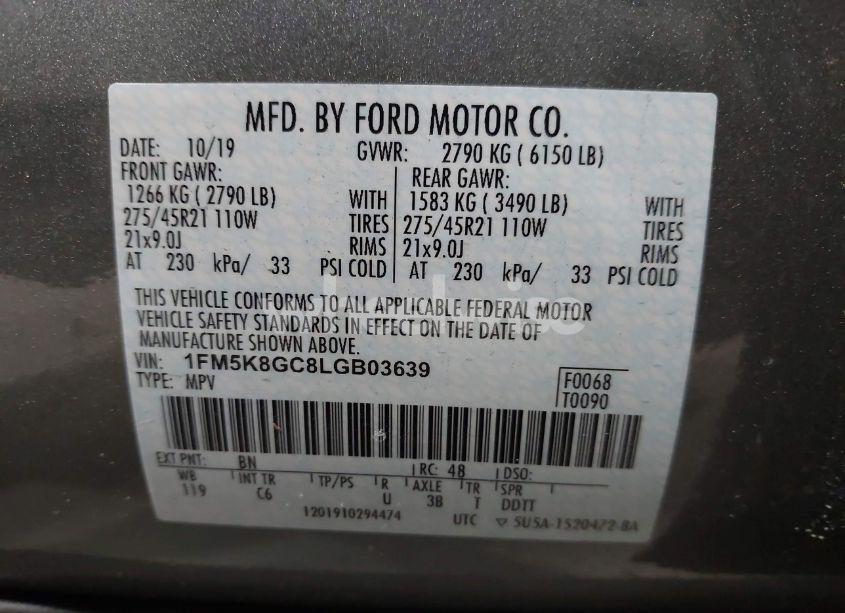 MFD. BY FORD MOTOR CO.
DATE: 10/19 GVWR: 2790 KG ( 6150 LB)
FRONT GAWR: REAR GAWR:
1266 KG ( 2790 LB) WITH 1583 KG ( 3490 LB) WITH
275/45R21 110W TIRES 275/45R21 110W TIRES
21x9.0J RIMS 21x9.0J RIMS
AT 230 kPa/ 33 PSI COLD AT 230 kPa/ 33 PSI COLD
THIS VEHICLE CONFORMS TO ALL APPLICABLE FEDERAL MOTOR
VEHICLE SAFETY STANDARDS IN EFFECT ON THE DATE OF
MANUFACTURE SHOWN ABOVE.
VIN: 1FM5K8GC8LGB03639
TYPE: MPV
F0068
T0090
EXT PNT: BN RC: 48 DSO:
WB INT TR TP/PS R AXLE TR SPR
119 C6 U 3B T DDTT
1201910294474 UTC ▽ 5U5A-1520472-BA